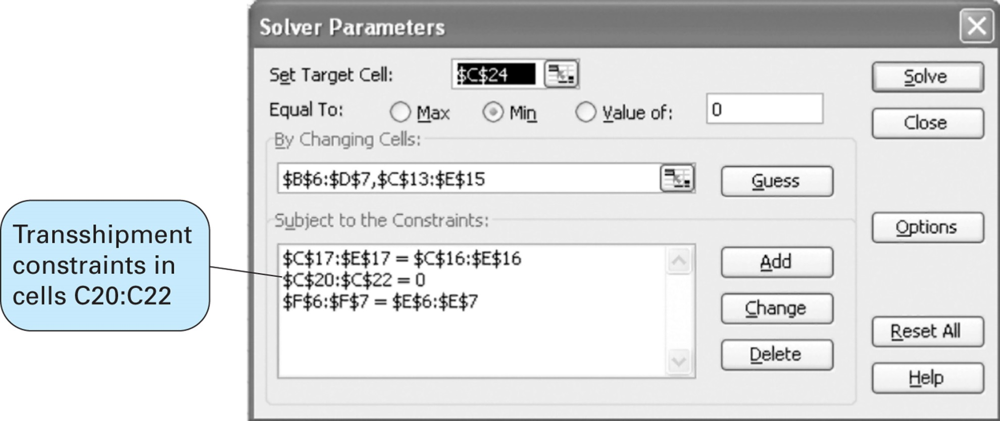 Solver Parameters
Set Target Cell: $C$24
Solve
Equal To: Max Min Value of: 0
Close
By Changing Cells:
$B$6:$D$7,$C$13:$E$15
Guess
Subject to the Constraints:
Options
$C$17:$E$17 = $C$16:$E$16
$C$20:$C$22 = 0
$F$6:$F$7 = $E$6:$E$7
Add
Change
Delete
Reset All
Help
Transshipment
constraints in
cells C20:C22